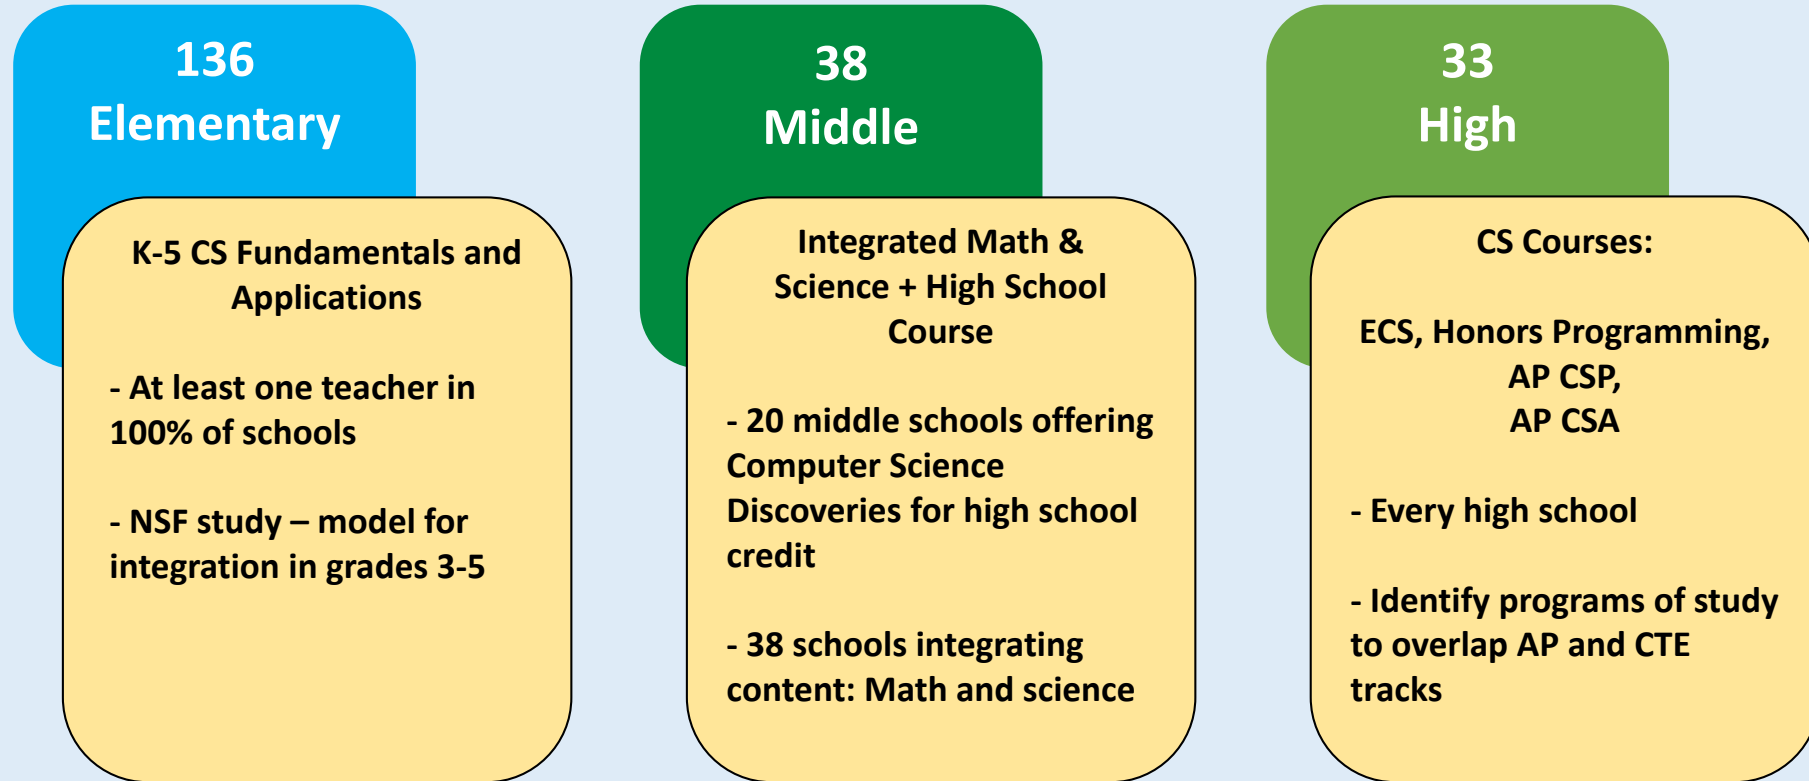 136
Elementary
K-5 CS Fundamentals and
Applications
- At least one teacher in
100% of schools
- NSF study – model for
integration in grades 3-5
38
Middle
Integrated Math &
Science + High School
Course
- 20 middle schools offering
Computer Science
Discoveries for high school
credit
- 38 schools integrating
content: Math and science
33
High
CS Courses:
ECS, Honors Programming,
AP CSP,
AP CSA
- Every high school
- Identify programs of study
to overlap AP and CTE
tracks